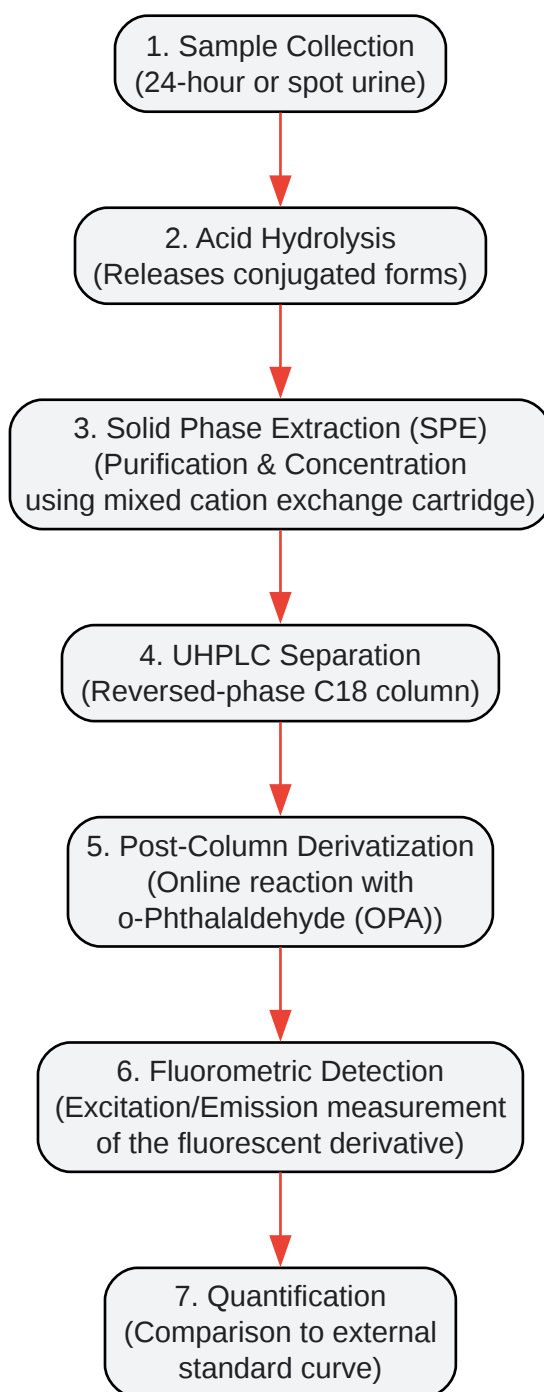 1. Sample Collection
(24-hour or spot urine)
2. Acid Hydrolysis
(Releases conjugated forms)
3. Solid Phase Extraction (SPE)
(Purification & Concentration
using mixed cation exchange cartridge)
4. UHPLC Separation
(Reversed-phase C18 column)
5. Post-Column Derivatization
(Online reaction with
o-Phthalaldehyde (OPA))
6. Fluorometric Detection
(Excitation/Emission measurement
of the fluorescent derivative)
7. Quantification
(Comparison to external
standard curve)